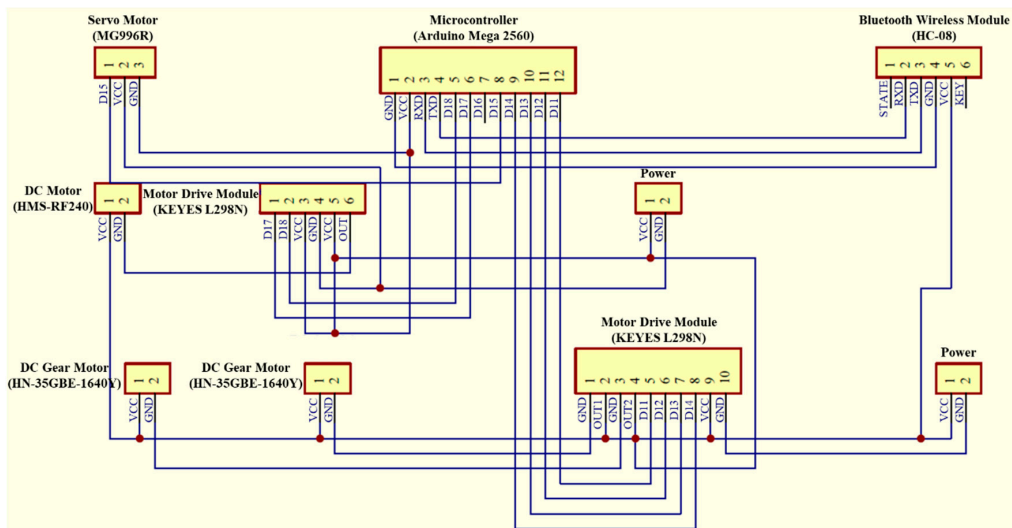 Servo Motor
(MG996R)
1 2 3
D15 VCC GND
Microcontroller
(Arduino Mega 2560)
1 2 3 4 5 6 7 8 9 10 11 12
GND VCC RXD TXD D18 D17 D16 D15 D14 D13 D12 D11
Bluetooth Wireless Module
(HC-08)
1 2 3 4 5 6
STATE RXD TXD GND VCC KEY
DC Motor
(HMS-RF240)
1 2
VCC GND
Motor Drive Module
(KEYES L298N)
1 2 3 4 5 6
D17 D18 VCC GND VCC OUT
Power
1 2
VCC GND
DC Gear Motor
(HN-35GBE-1640Y)
1 2
VCC GND
DC Gear Motor
(HN-35GBE-1640Y)
1 2
VCC GND
Motor Drive Module
(KEYES L298N)
1 2 3 4 5 6 7 8 9 10
GND OUT1 GND OUT2 D11 D12 D13 D14 VCC GND
Power
1 2
VCC GND